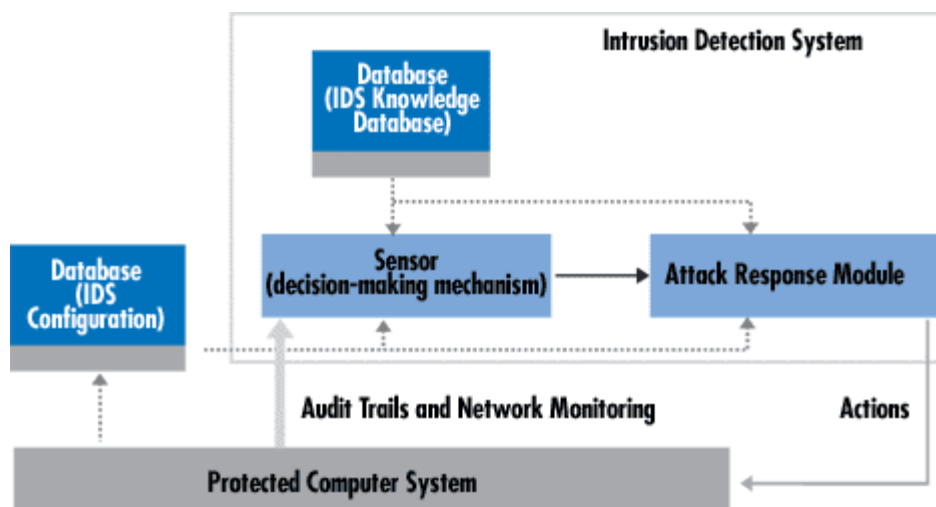 Intrusion Detection System
Database
(IDS Knowledge
Database)
Sensor
(decision-making mechanism)
Attack Response Module
Database
(IDS
Configuration)
Audit Trails and Network Monitoring
Actions
Protected Computer System